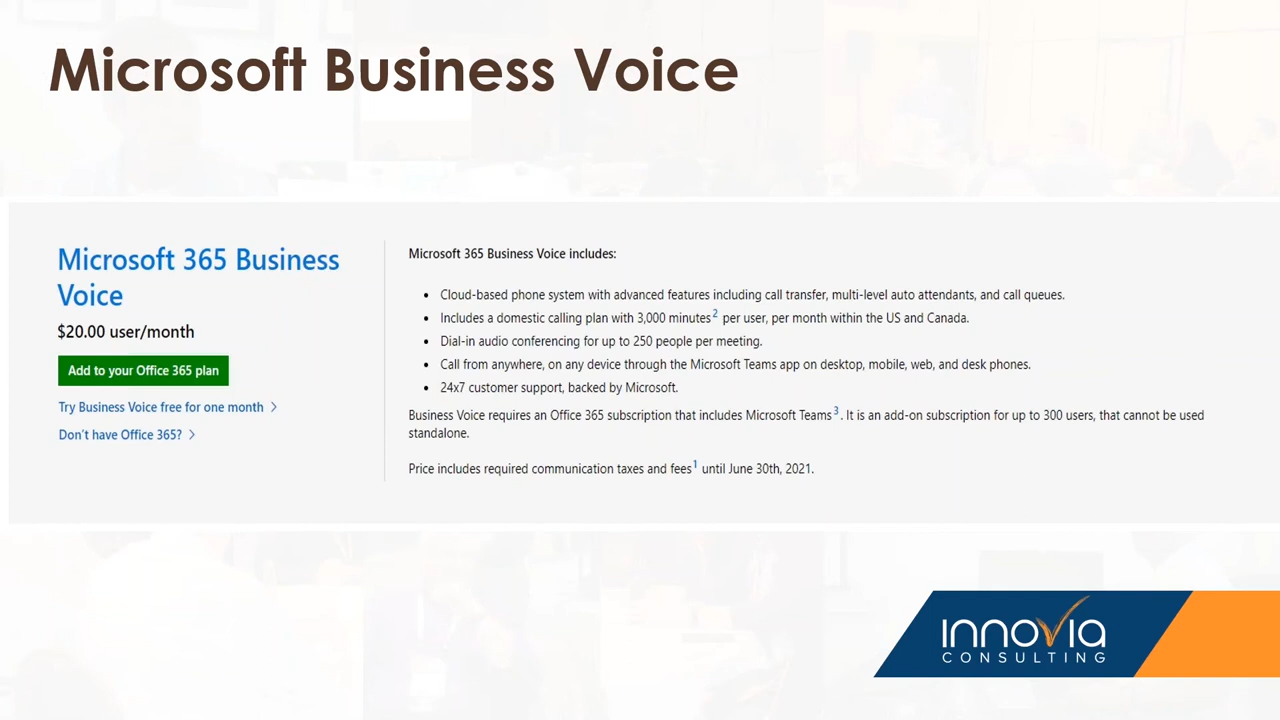 Microsoft Business Voice
Microsoft 365 Business
Voice
$20.00 user/month
Add to your Office 365 plan
Try Business Voice free for one month >
Don't have Office 365? >
Microsoft 365 Business Voice includes:
• Cloud-based phone system with advanced features including call transfer, multi-level auto attendants, and call queues.
• Includes a domestic calling plan with 3,000 minutes2 per user, per month within the US and Canada.
• Dial-in audio conferencing for up to 250 people per meeting.
• Call from anywhere, on any device through the Microsoft Teams app on desktop, mobile, web, and desk phones.
• 24x7 customer support, backed by Microsoft.
Business Voice requires an Office 365 subscription that includes Microsoft Teams3. It is an add-on subscription for up to 300 users, that cannot be used
standalone.
Price includes required communication taxes and fees1 until June 30th, 2021.
INNOVIA
CONSULTING